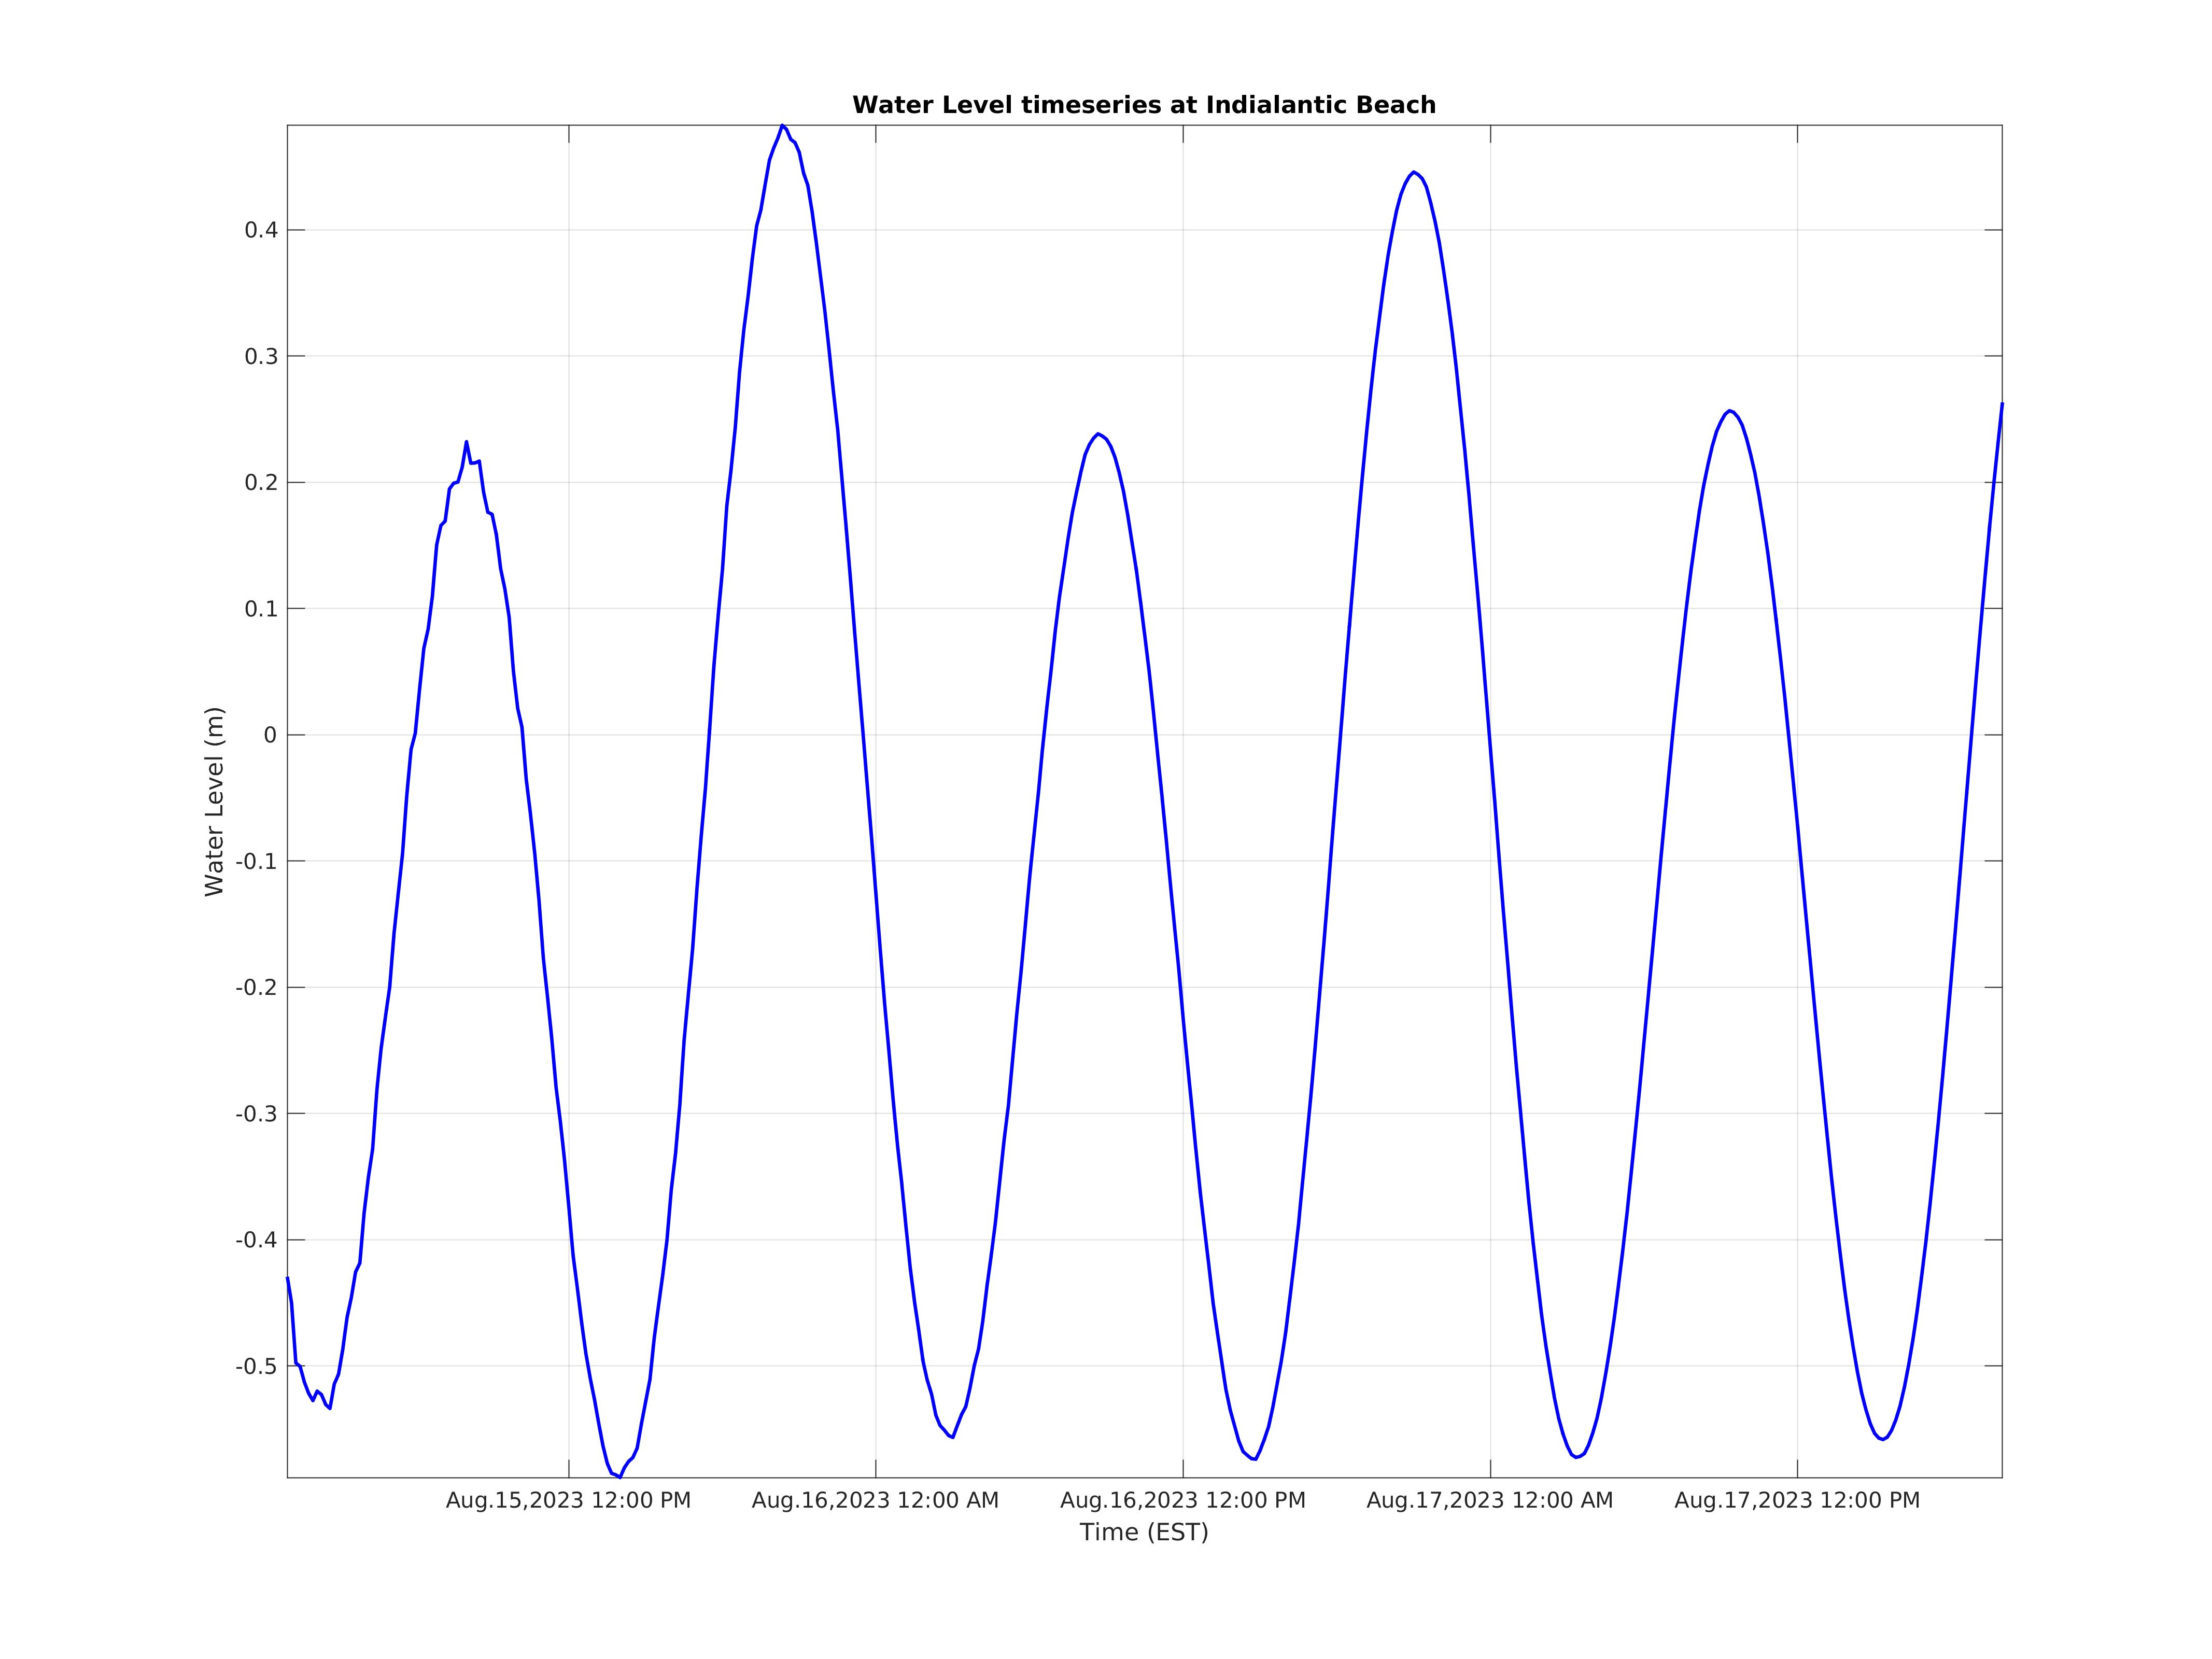 Water Level timeseries at Indialantic Beach
0.4
0.3
0.2
0.1
0
-0.1
-0.2
-0.3
-0.4
-0.5
Water Level (m)
Aug.15,2023 12:00 PM
Aug.16,2023 12:00 AM
Aug.16,2023 12:00 PM
Aug.17,2023 12:00 AM
Aug.17,2023 12:00 PM
Time (EST)